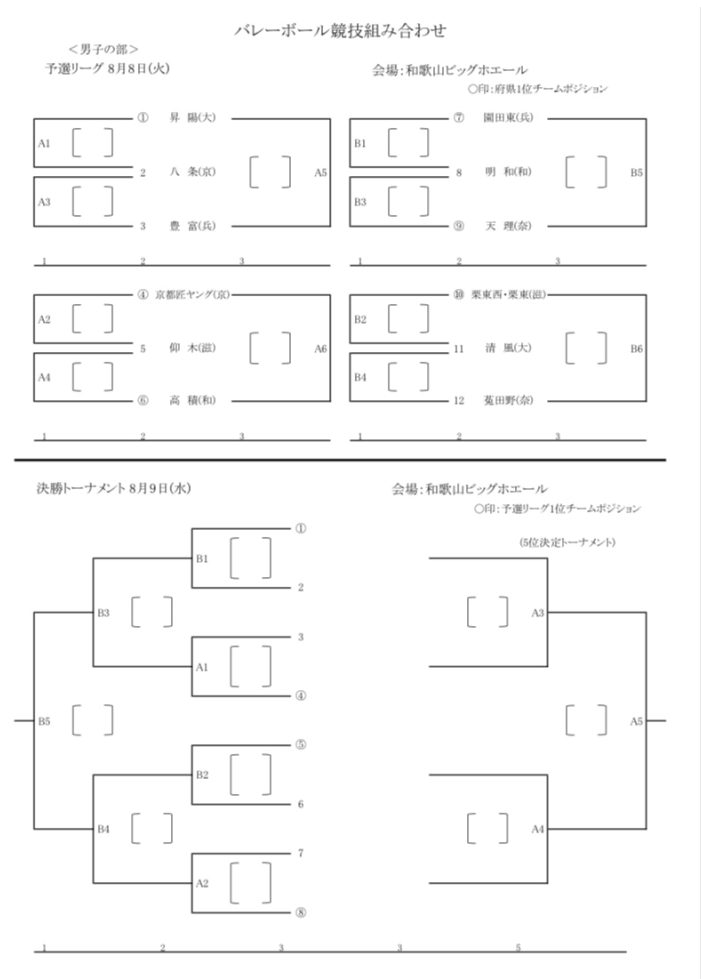 バレーボール競技組み合わせ
＜男子の部＞
予選リーグ 8月8日(火)
会場：和歌山ビッグホエール
〇印：府県1位チームポジション
① 昇 陽(大)
A1
2 八 条(京)
A5
A3
3 豊 富(兵)
1 2 3
⑦ 園田東(兵)
B1
8 明 和(和)
B5
B3
⑨ 天 理(奈)
1 2 3
④ 京都匠ヤング(京)
A2
5 仰 木(滋)
A6
A4
⑥ 高 積(和)
1 2 3
⑩ 栗東西・栗東(滋)
B2
11 清 風(大)
B6
B4
12 菟田野(奈)
1 2 3
決勝トーナメント 8月9日(水)
会場：和歌山ビッグホエール
〇印：予選リーグ1位チームポジション
①
(5位決定トーナメント)
B1
2
B3
A3
3
A1
④
B5
A5
⑤
B2
6
B4
A4
7
A2
⑧
1 2 3 3 5